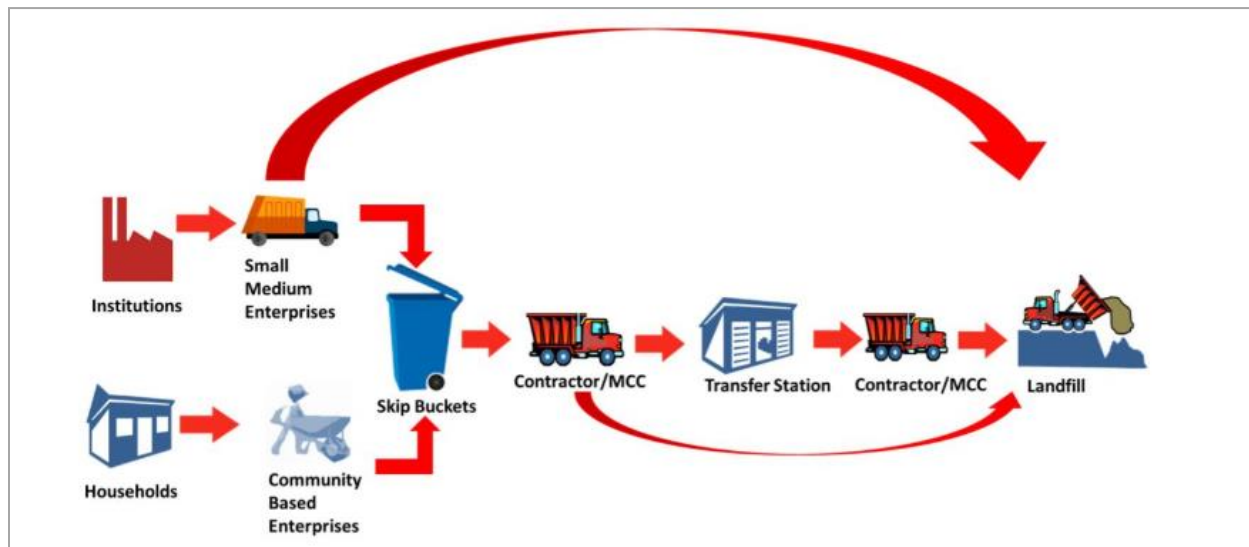 Institutions
Small
Medium
Enterprises
Skip Buckets
Contractor/MCC
Transfer Station
Contractor/MCC
Landfill
Households
Community
Based
Enterprises